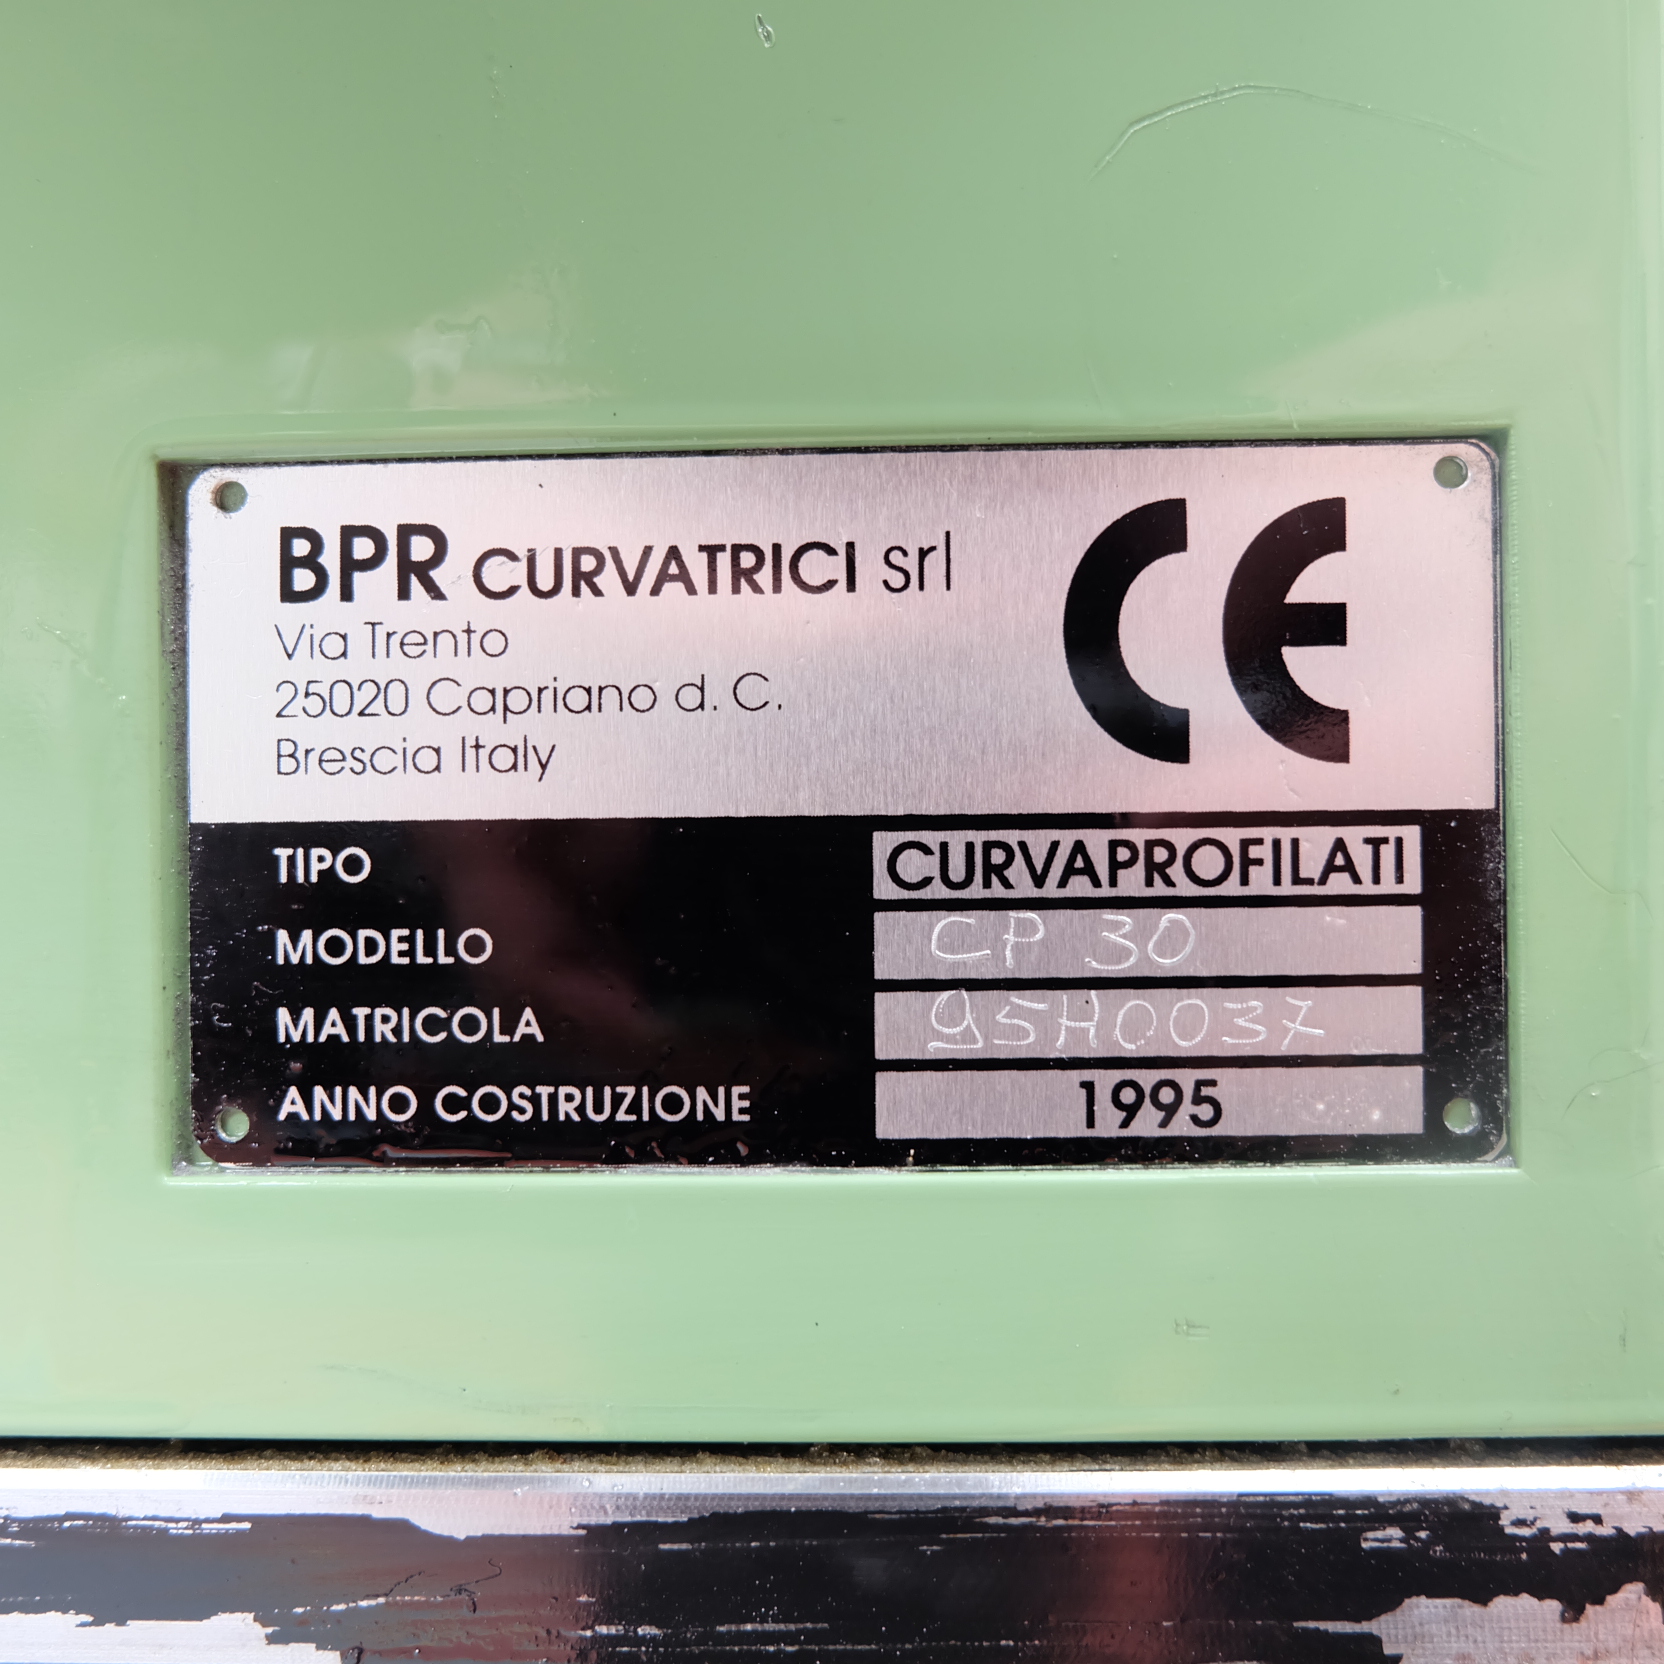 BPR CURVATRICI srl
Via Trento
25020 Capriano d. C.
Brescia Italy
CE
TIPO CURVAPROFILATI
MODELLO CP 30
MATRICOLA 95H0037
ANNO COSTRUZIONE 1995